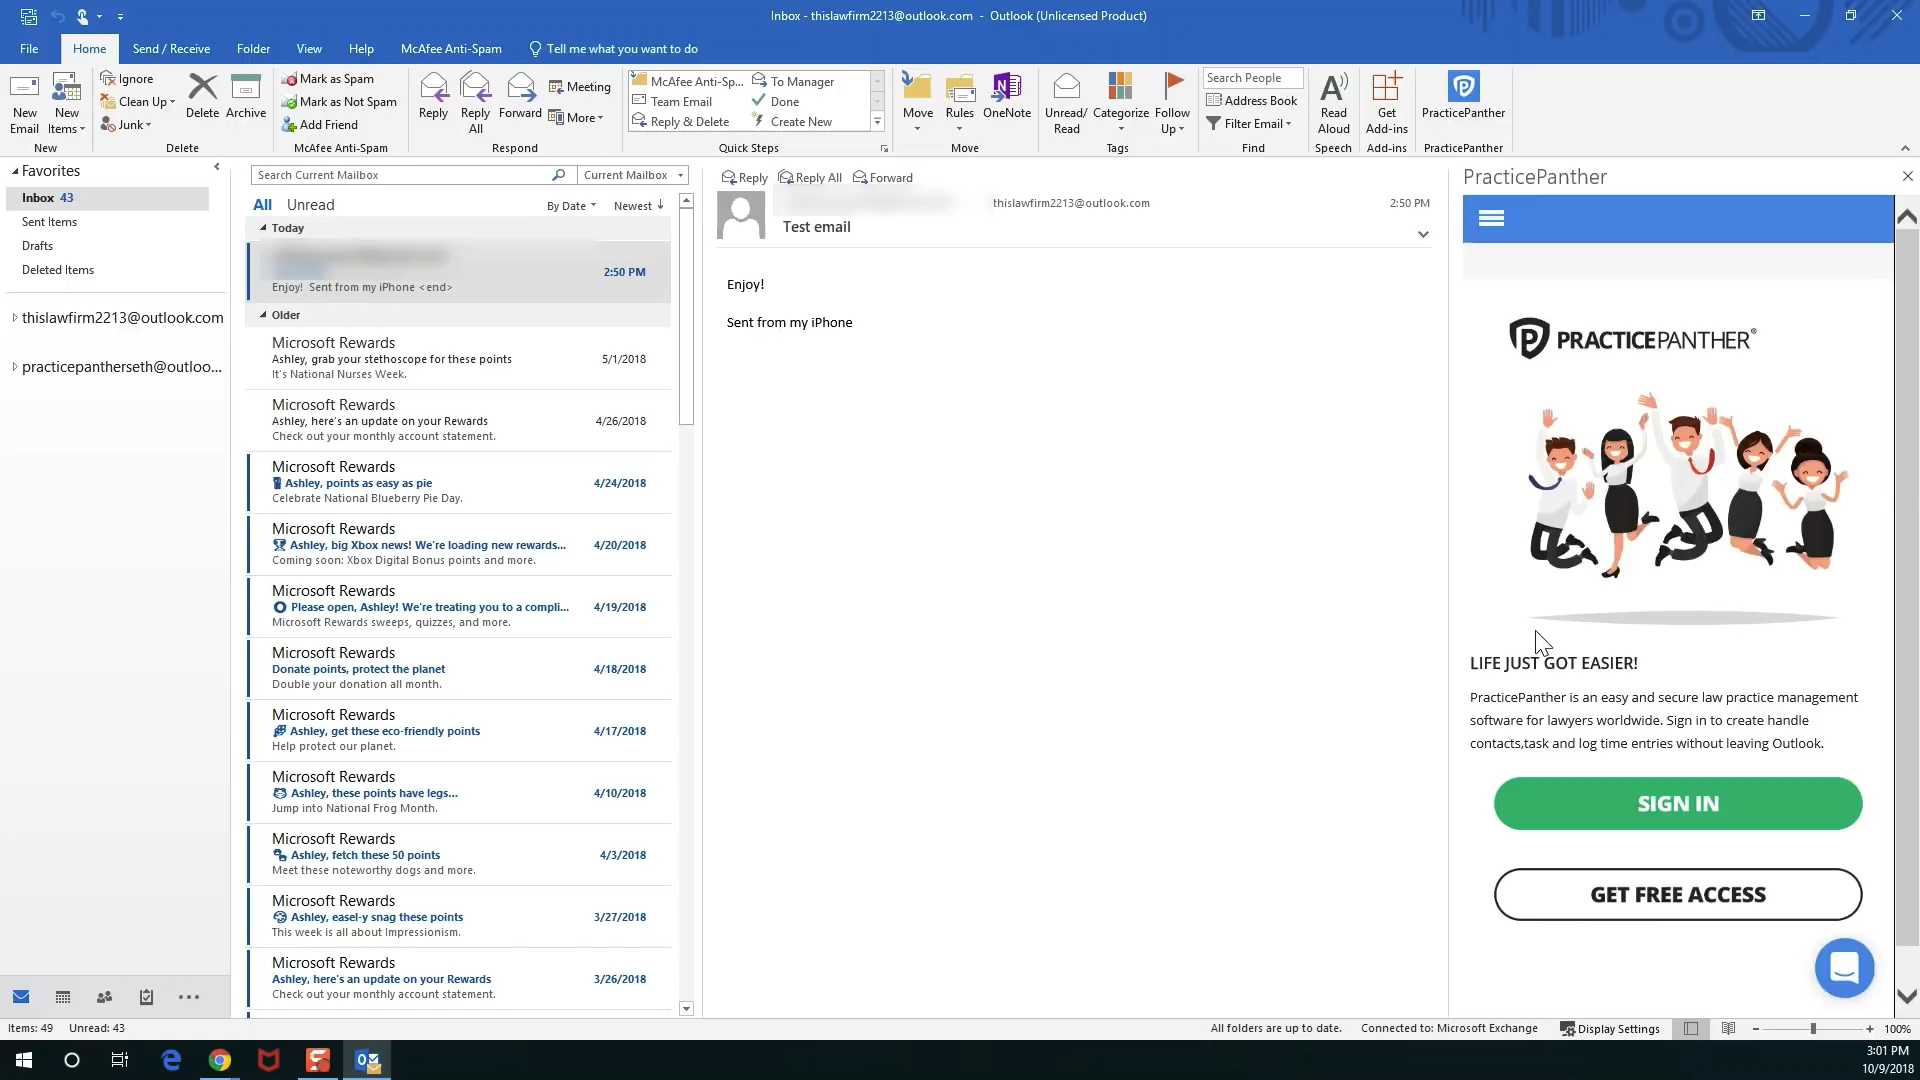 Inbox - thislawfirm2213@outlook.com - Outlook (Unlicensed Product)
File Home Send / Receive Folder View Help McAfee Anti-Spam Tell me what you want to do
New Email
New Items
New
Ignore
Clean Up
Junk
Delete
Archive
Delete
Mark as Spam
Mark as Not Spam
Add Friend
McAfee Anti-Spam
Reply
Reply All
Forward
Meeting
More
Respond
McAfee Anti-Sp...
Team Email
Reply & Delete
To Manager
Done
Create New
Quick Steps
Move
Rules
OneNote
Move
Unread/ Read
Categorize
Follow Up
Tags
Search People
Address Book
Filter Email
Find
Read Aloud
Speech
Get Add-ins
Add-ins
PracticePanther
PracticePanther
Favorites
Inbox 43
Sent Items
Drafts
Deleted Items
thislawfirm2213@outlook.com
practicepantherseth@outloo...
Search Current Mailbox
Current Mailbox
All Unread
By Date Newest
Today
2:50 PM
Enjoy! Sent from my iPhone <end>
Older
Microsoft Rewards
Ashley, grab your stethoscope for these points 5/1/2018
It's National Nurses Week.
Microsoft Rewards
Ashley, here's an update on your Rewards 4/26/2018
Check out your monthly account statement.
Microsoft Rewards
Ashley, points as easy as pie 4/24/2018
Celebrate National Blueberry Pie Day.
Microsoft Rewards
Ashley, big Xbox news! We're loading new rewards... 4/20/2018
Coming soon: Xbox Digital Bonus points and more.
Microsoft Rewards
Please open, Ashley! We're treating you to a compli... 4/19/2018
Microsoft Rewards sweeps, quizzes, and more.
Microsoft Rewards
Donate points, protect the planet 4/18/2018
Double your donation all month.
Microsoft Rewards
Ashley, get these eco-friendly points 4/17/2018
Help protect our planet.
Microsoft Rewards
Ashley, these points have legs... 4/10/2018
Jump into National Frog Month.
Microsoft Rewards
Ashley, fetch these 50 points 4/3/2018
Meet these noteworthy dogs and more.
Microsoft Rewards
Ashley, easel-y snag these points 3/27/2018
This week is all about Impressionism.
Microsoft Rewards
Ashley, here's an update on your Rewards 3/26/2018
Check out your monthly account statement.
Reply Reply All Forward
thislawfirm2213@outlook.com 2:50 PM
Test email
Enjoy!
Sent from my iPhone
PracticePanther
PRACTICEPANTHER®
LIFE JUST GOT EASIER!
PracticePanther is an easy and secure law practice management
software for lawyers worldwide. Sign in to create handle
contacts,task and log time entries without leaving Outlook.
SIGN IN
GET FREE ACCESS
Items: 49 Unread: 43
All folders are up to date. Connected to: Microsoft Exchange Display Settings 100%
3:01 PM
10/9/2018